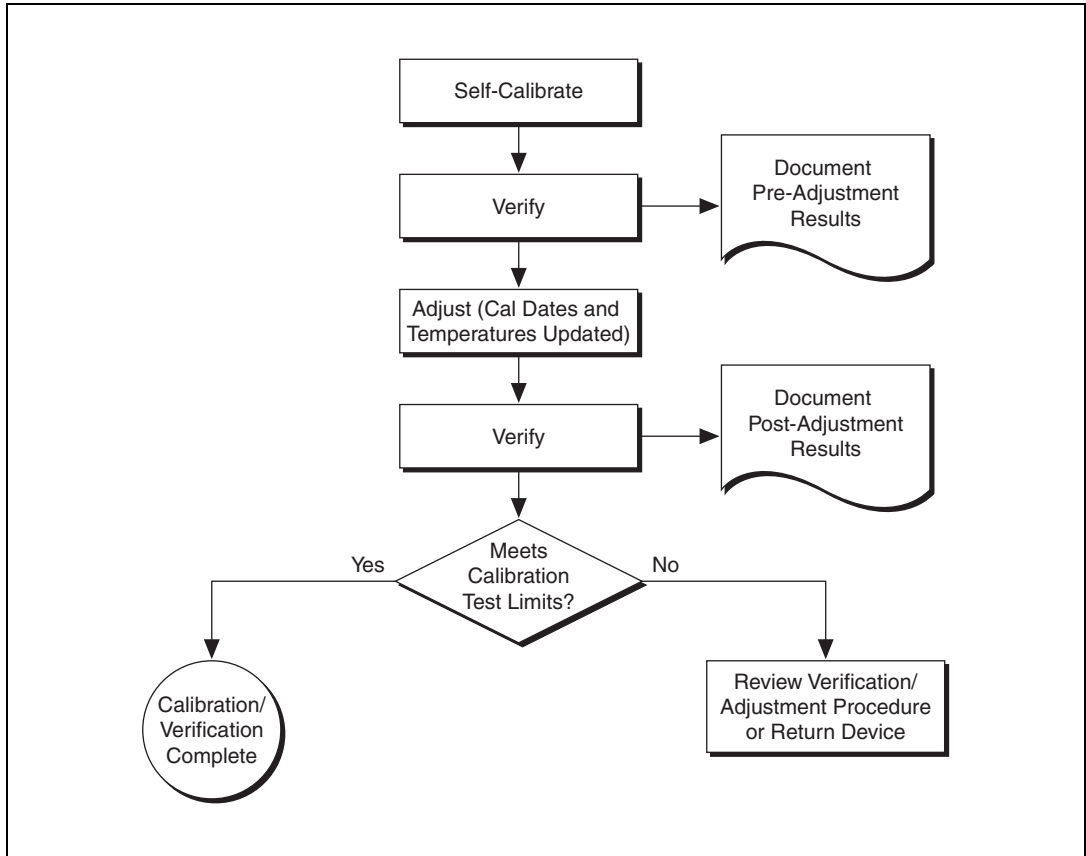 Self-Calibrate
Verify
Document
Pre-Adjustment
Results
Adjust (Cal Dates and
Temperatures Updated)
Verify
Document
Post-Adjustment
Results
Meets
Calibration
Test Limits?
Yes
No
Calibration/
Verification
Complete
Review Verification/
Adjustment Procedure
or Return Device